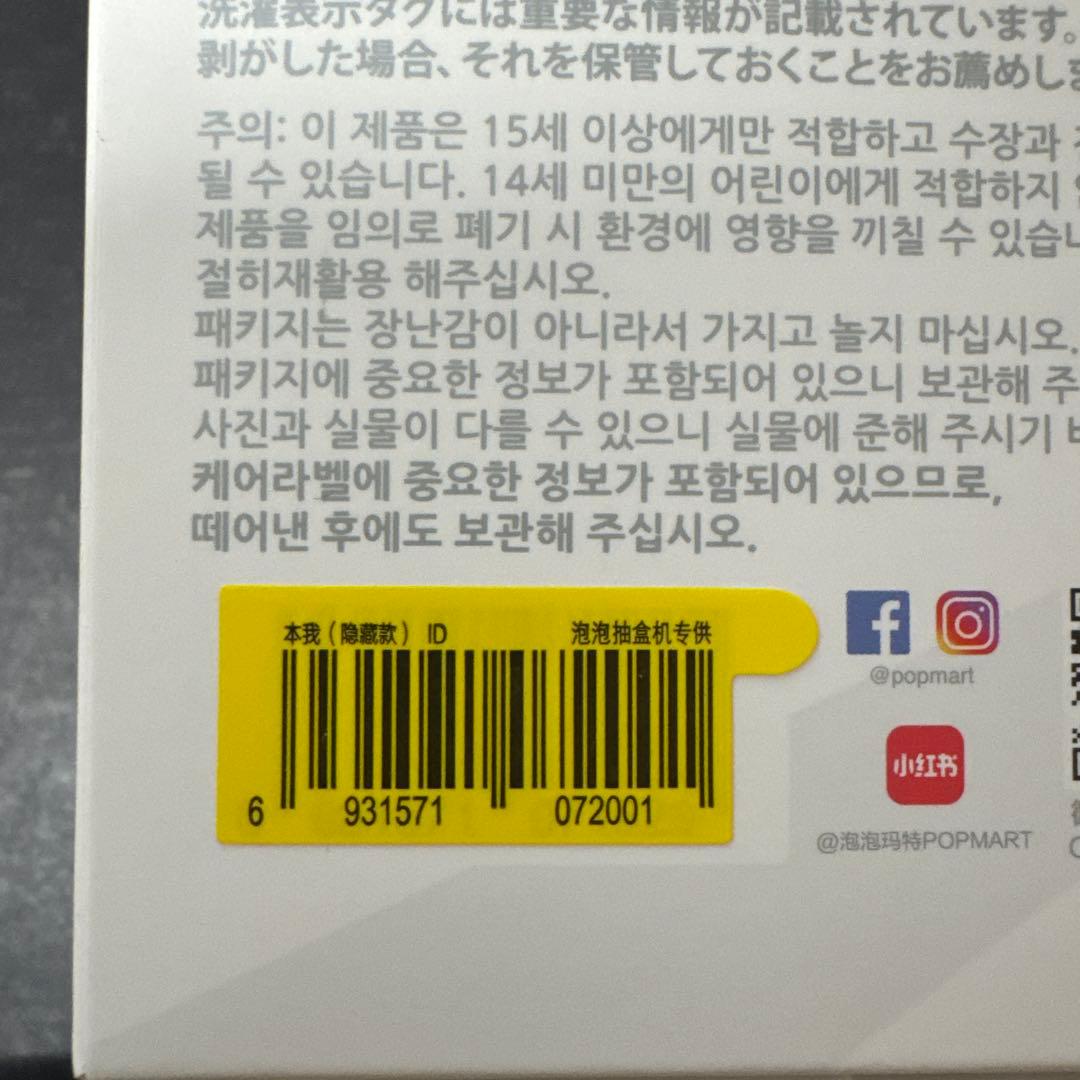 洗濯表示タグには重要な情報が記載されています。
剥がした場合、それを保管しておくことをお薦めしま
주의: 이 제품은 15세 이상에게만 적합하고 수장과
될 수 있습니다. 14세 미만의 어린이에게 적합하지
제품을 임의로 폐기 시 환경에 영향을 끼칠 수 있습니
절히재활용 해주십시오.
패키지는 장난감이 아니라서 가지고 놀지 마십시오.
패키지에 중요한 정보가 포함되어 있으니 보관해 주
사진과 실물이 다를 수 있으니 실물에 준해 주시기
케어라벨에 중요한 정보가 포함되어 있으므로,
떼어낸 후에도 보관해 주십시오.
本我（隐藏款） ID 泡泡抽盒机专供
6 931571 072001
@popmart
小红书
@泡泡玛特POPMART